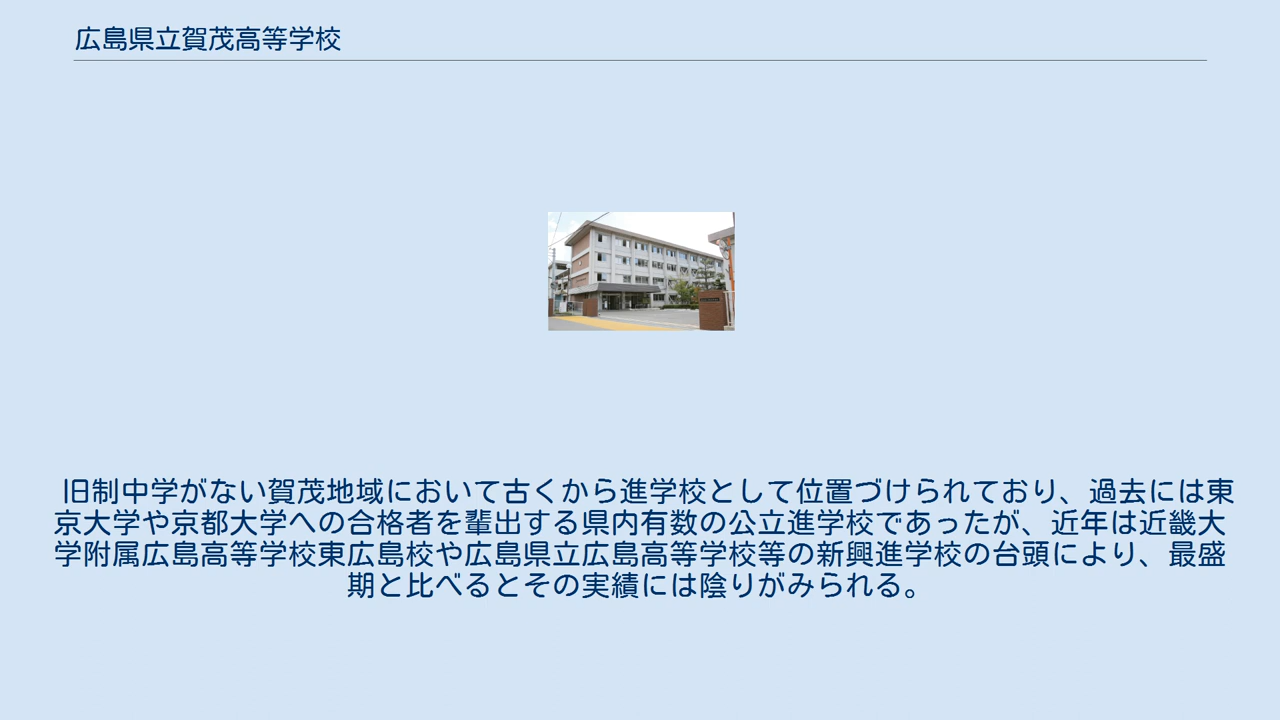 広島県立賀茂高等学校
旧制中学がない賀茂地域において古くから進学校として位置づけられており、過去には東
京大学や京都大学への合格者を輩出する県内有数の公立進学校であったが、近年は近畿大
学附属広島高等学校東広島校や広島県立広島高等学校等の新興進学校の台頭により、最盛
期と比べるとその実績には陰りがみられる。